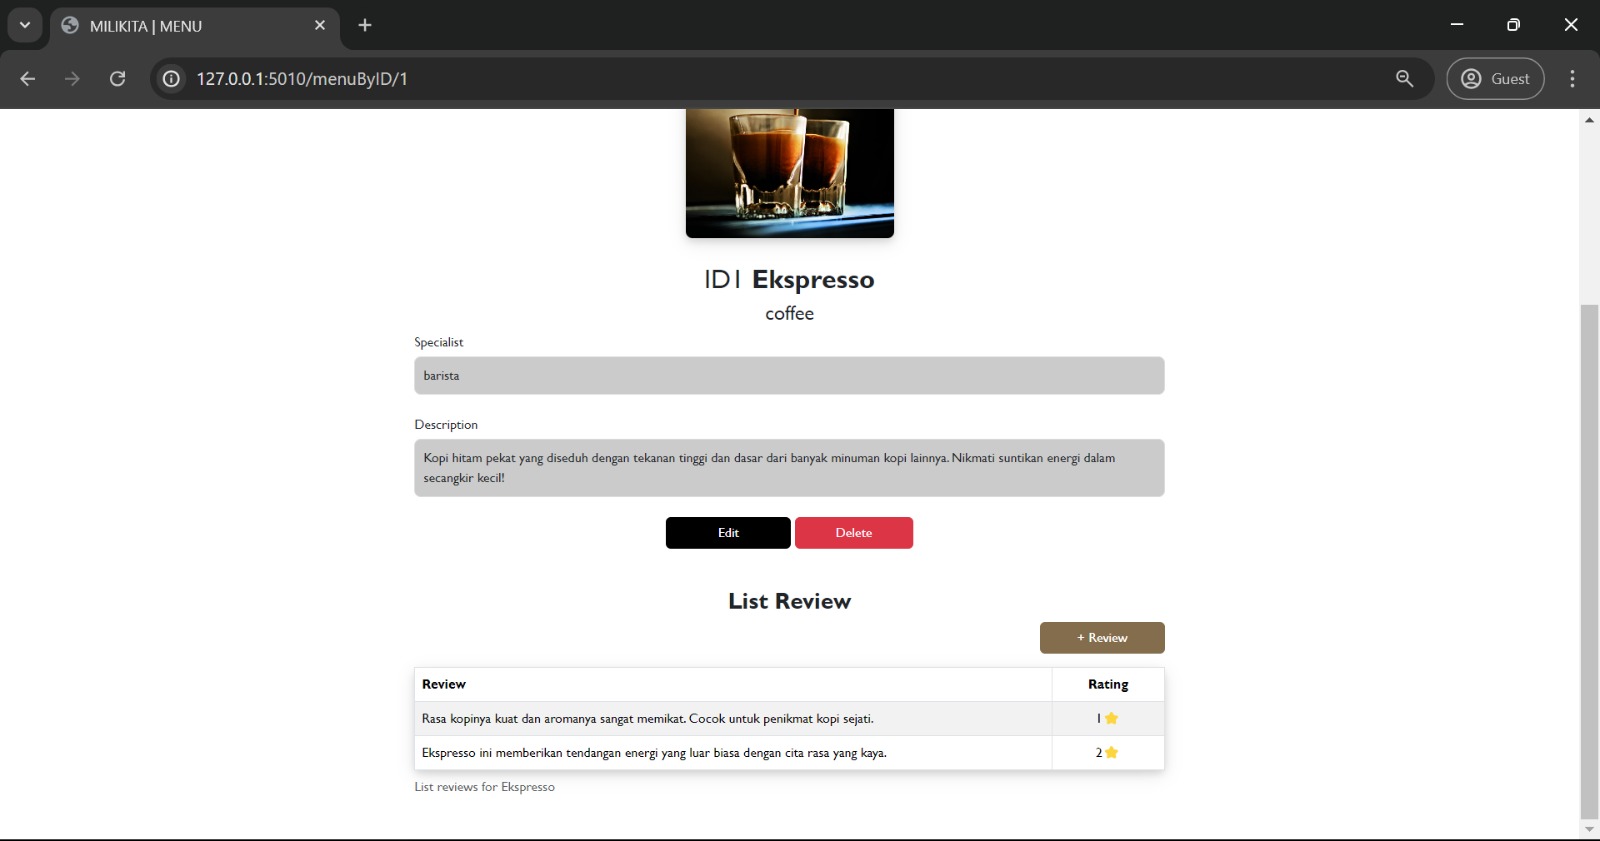 MILIKITA | MENU
127.0.0.1:5010/menuByID/1
Guest
ID1 Ekspresso
coffee
Specialist
barista
Description
Kopi hitam pekat yang diseduh dengan tekanan tinggi dan dasar dari banyak minuman kopi lainnya. Nikmati suntikan energi dalam
secangkir kecil!
Edit Delete
List Review
+ Review
Review Rating
Rasa kopinya kuat dan aromanya sangat memikat. Cocok untuk penikmat kopi sejati. 1⭐
Ekspresso ini memberikan tendangan energi yang luar biasa dengan cita rasa yang kaya. 2⭐
List reviews for Ekspresso